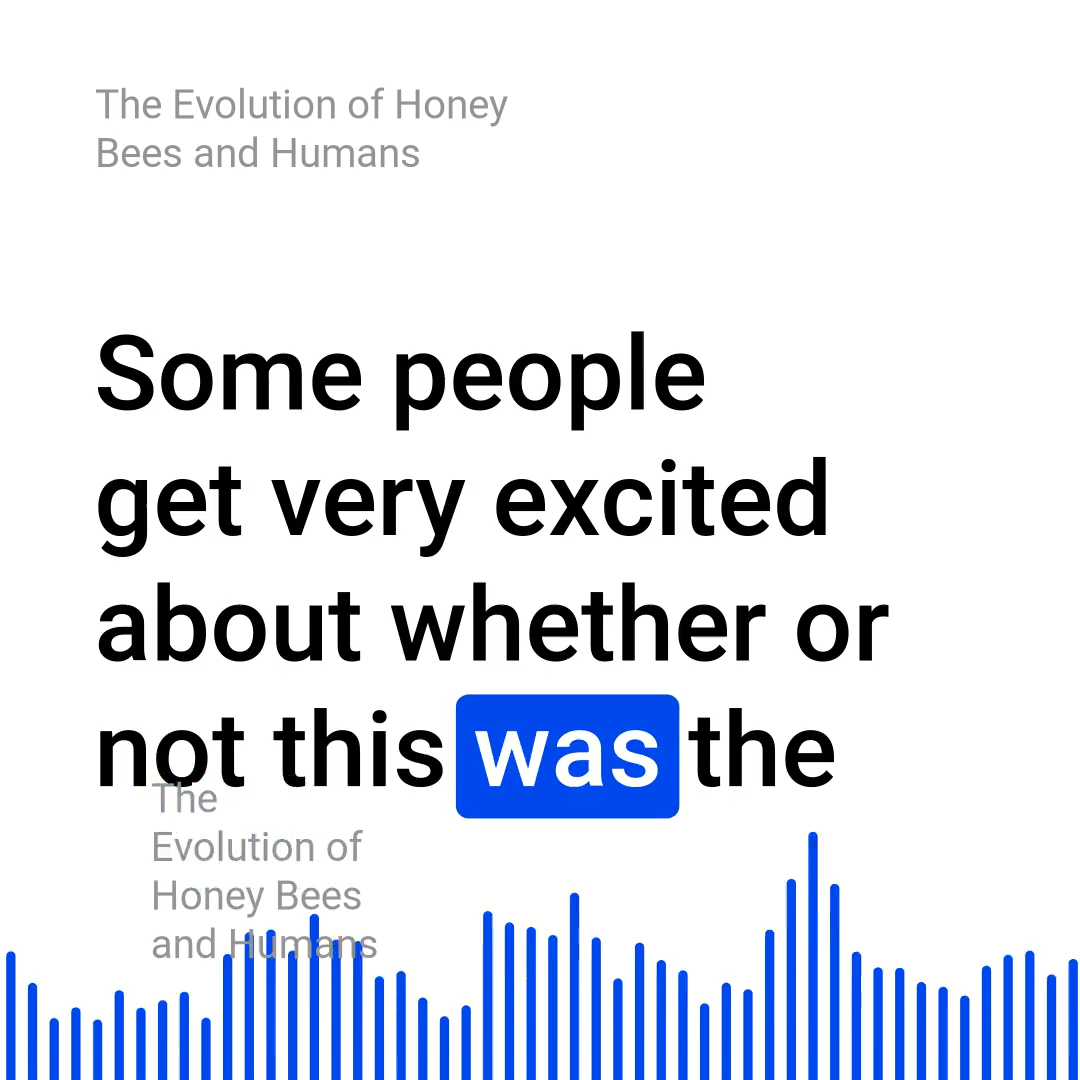 The Evolution of Honey
Bees and Humans
Some people
get very excited
about whether or
not this was the
The
Evolution of
Honey Bees
and Humans